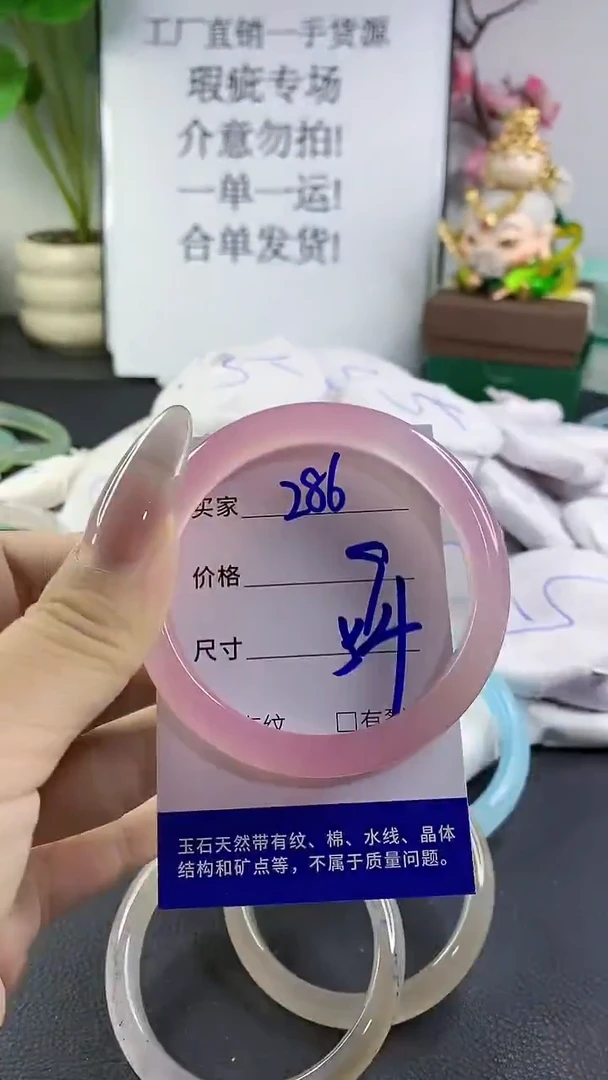 工厂直销一手货源
瑕疵专场
介意勿拍!
一单一运!
合单发货!
买家 286
价格
尺寸
纹 □有
玉石天然带有纹、棉、水线、晶体
结构和矿点等，不属于质量问题。